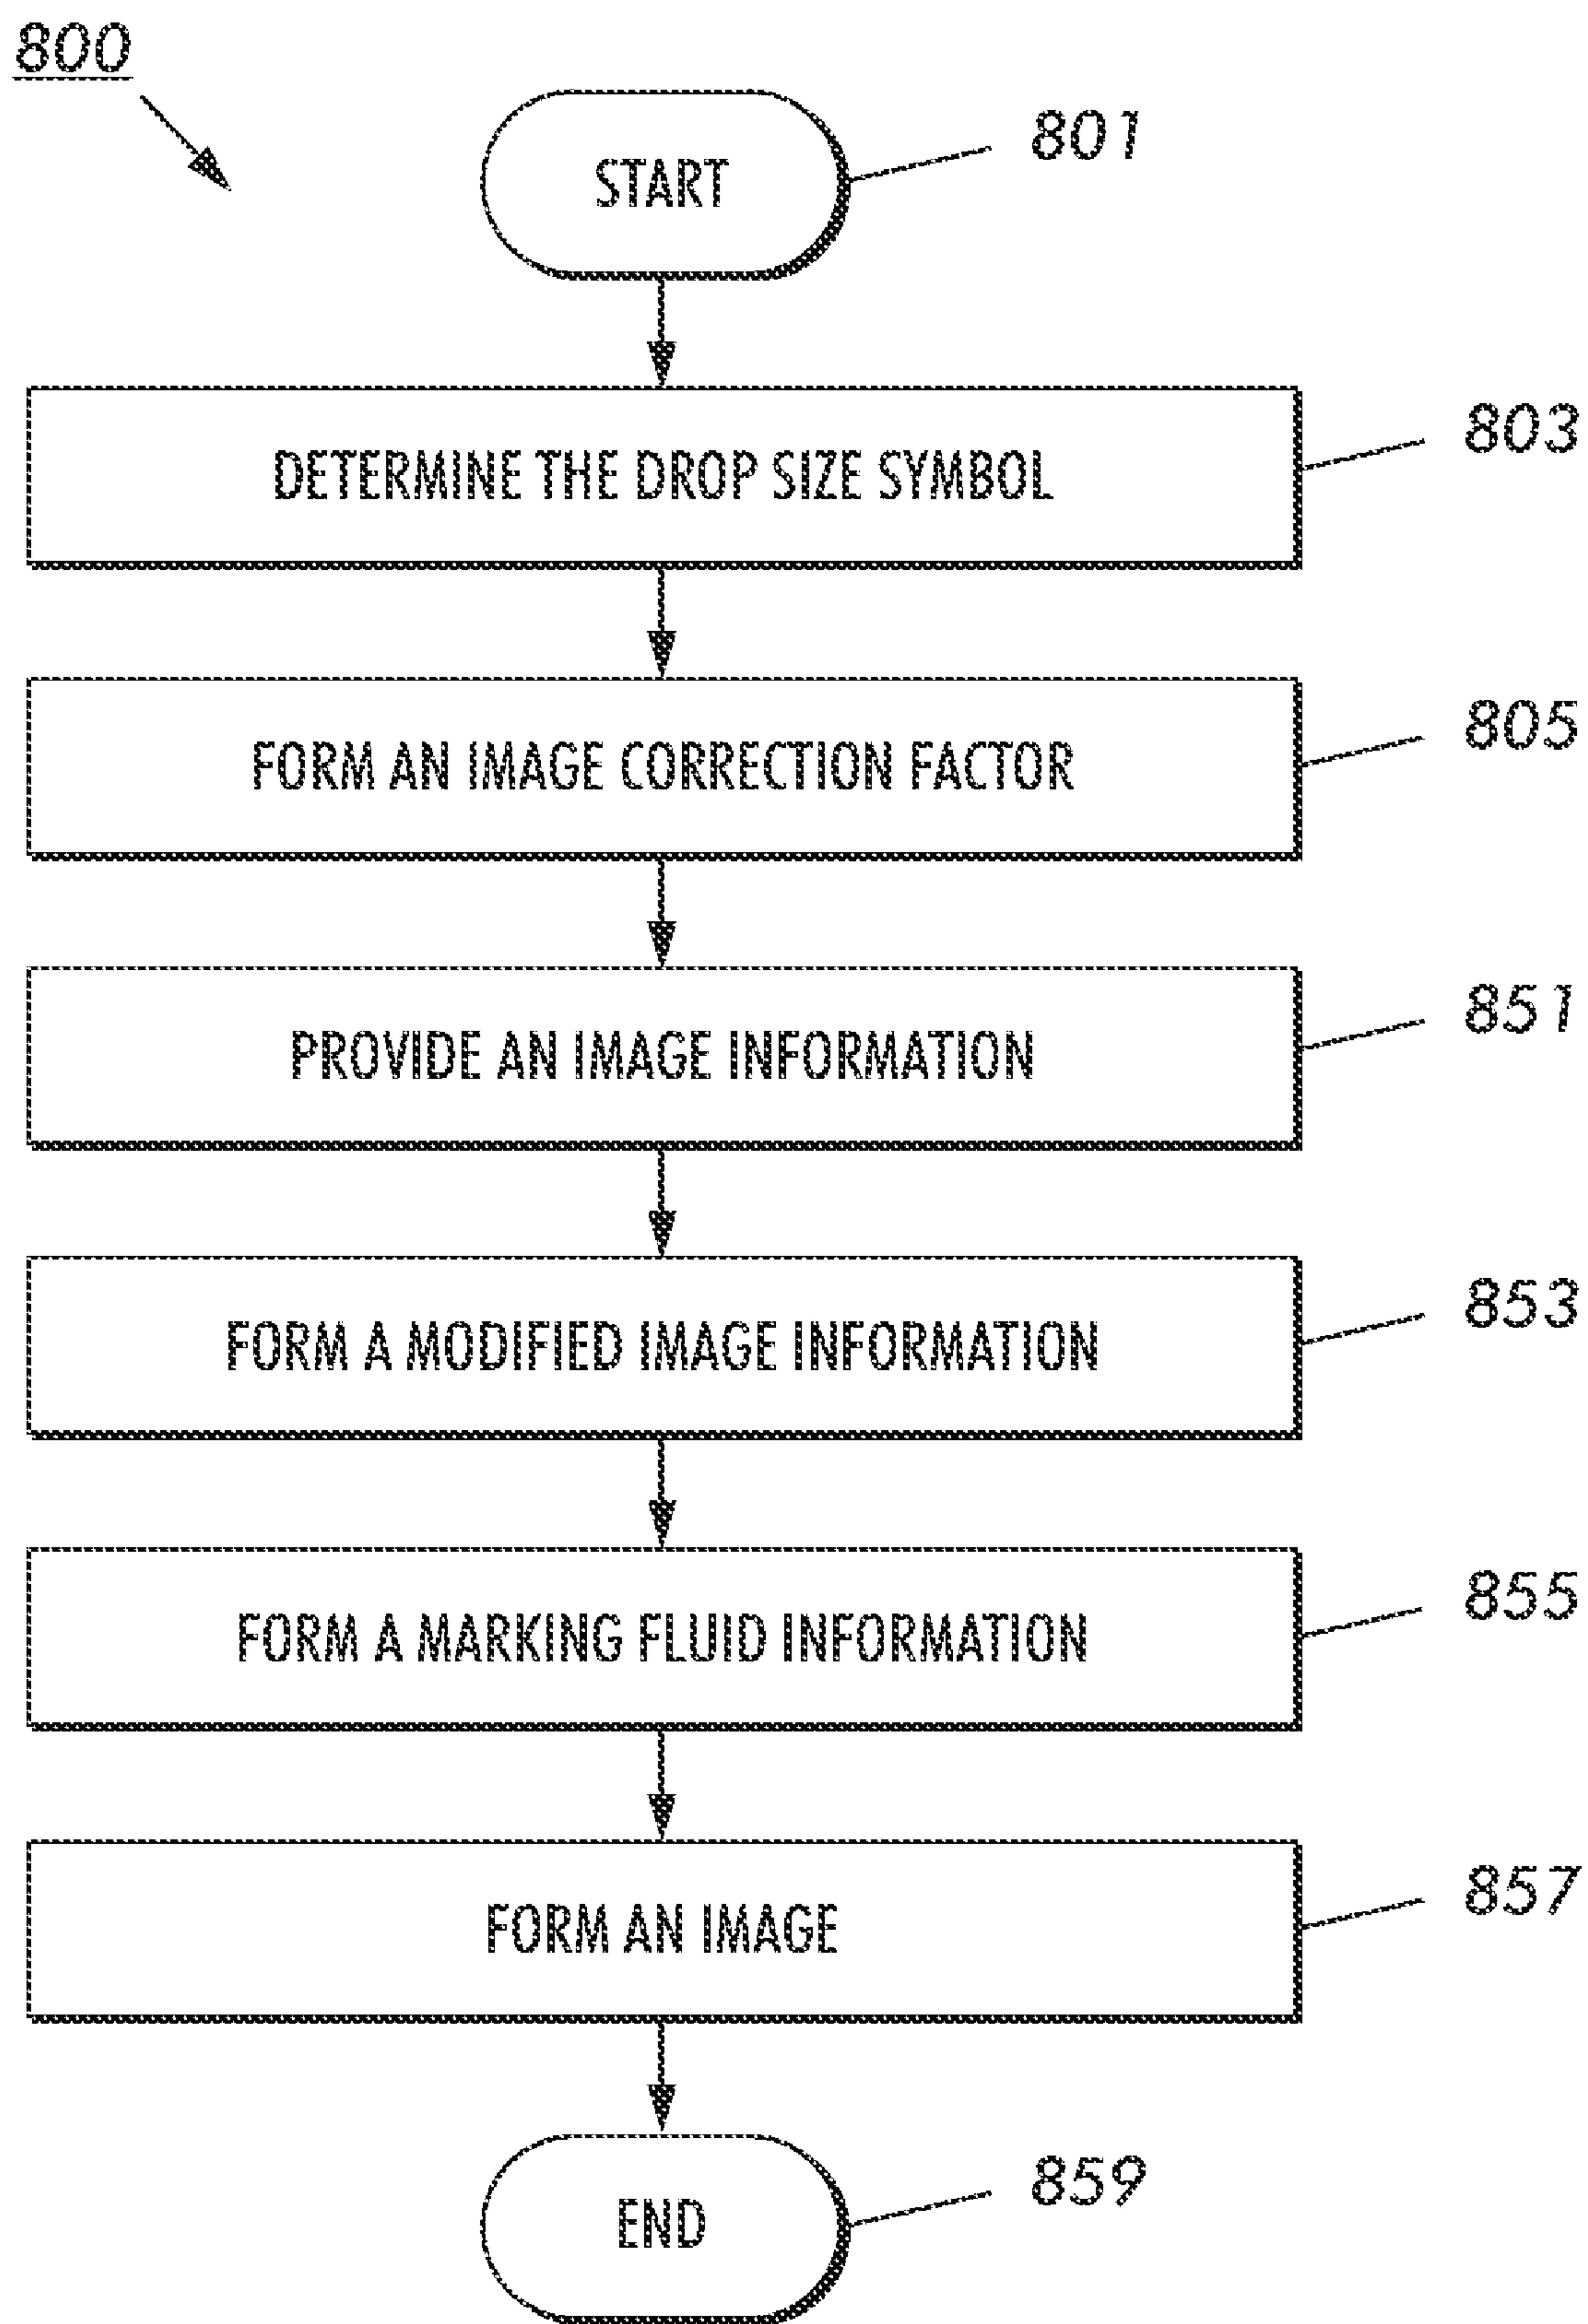 800
START
801
DETERMINE THE DROP SIZE SYMBOL
803
FORM AN IMAGE CORRECTION FACTOR
805
PROVIDE AN IMAGE INFORMATION
851
FORM A MODIFIED IMAGE INFORMATION
853
FORM A MARKING FLUID INFORMATION
855
FORM AN IMAGE
857
END
859